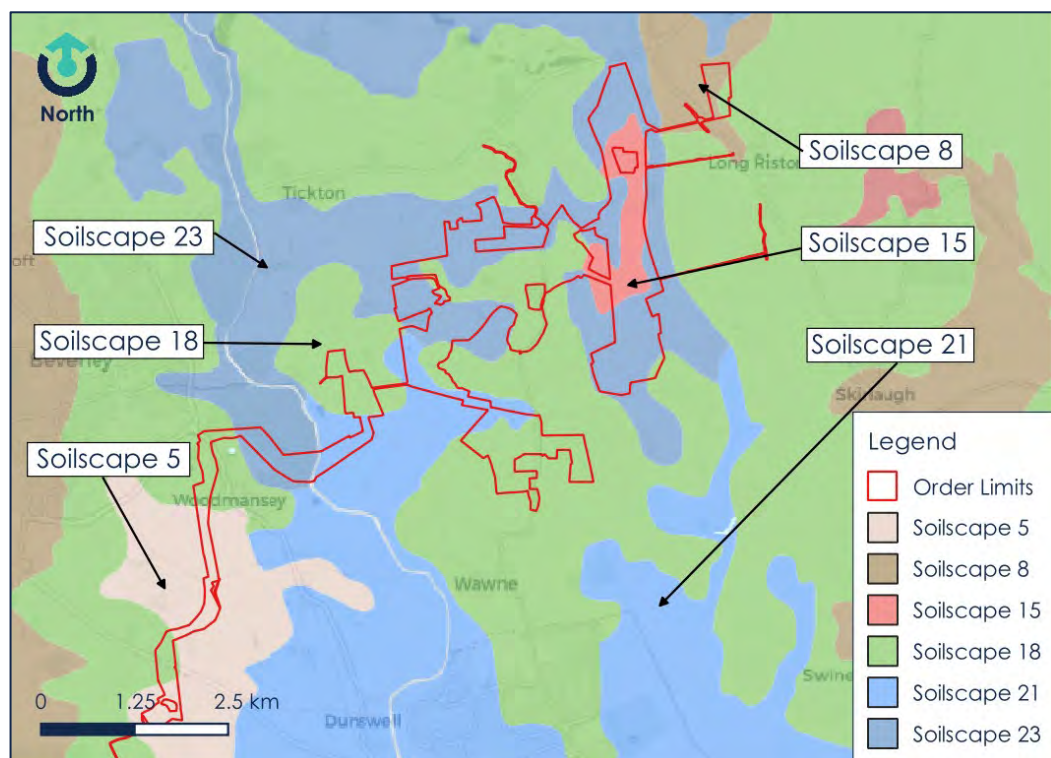 North
Tickton
Long Riston
Soilscape 8
Soilscape 23
Soilscape 15
oft
Soilscape 18
Beverley
Soilscape 21
Skirlaugh
Soilscape 5
Woodmansey
Wawne
Swine
Dunswell
0 1.25 2.5 km
Legend
Order Limits
Soilscape 5
Soilscape 8
Soilscape 15
Soilscape 18
Soilscape 21
Soilscape 23